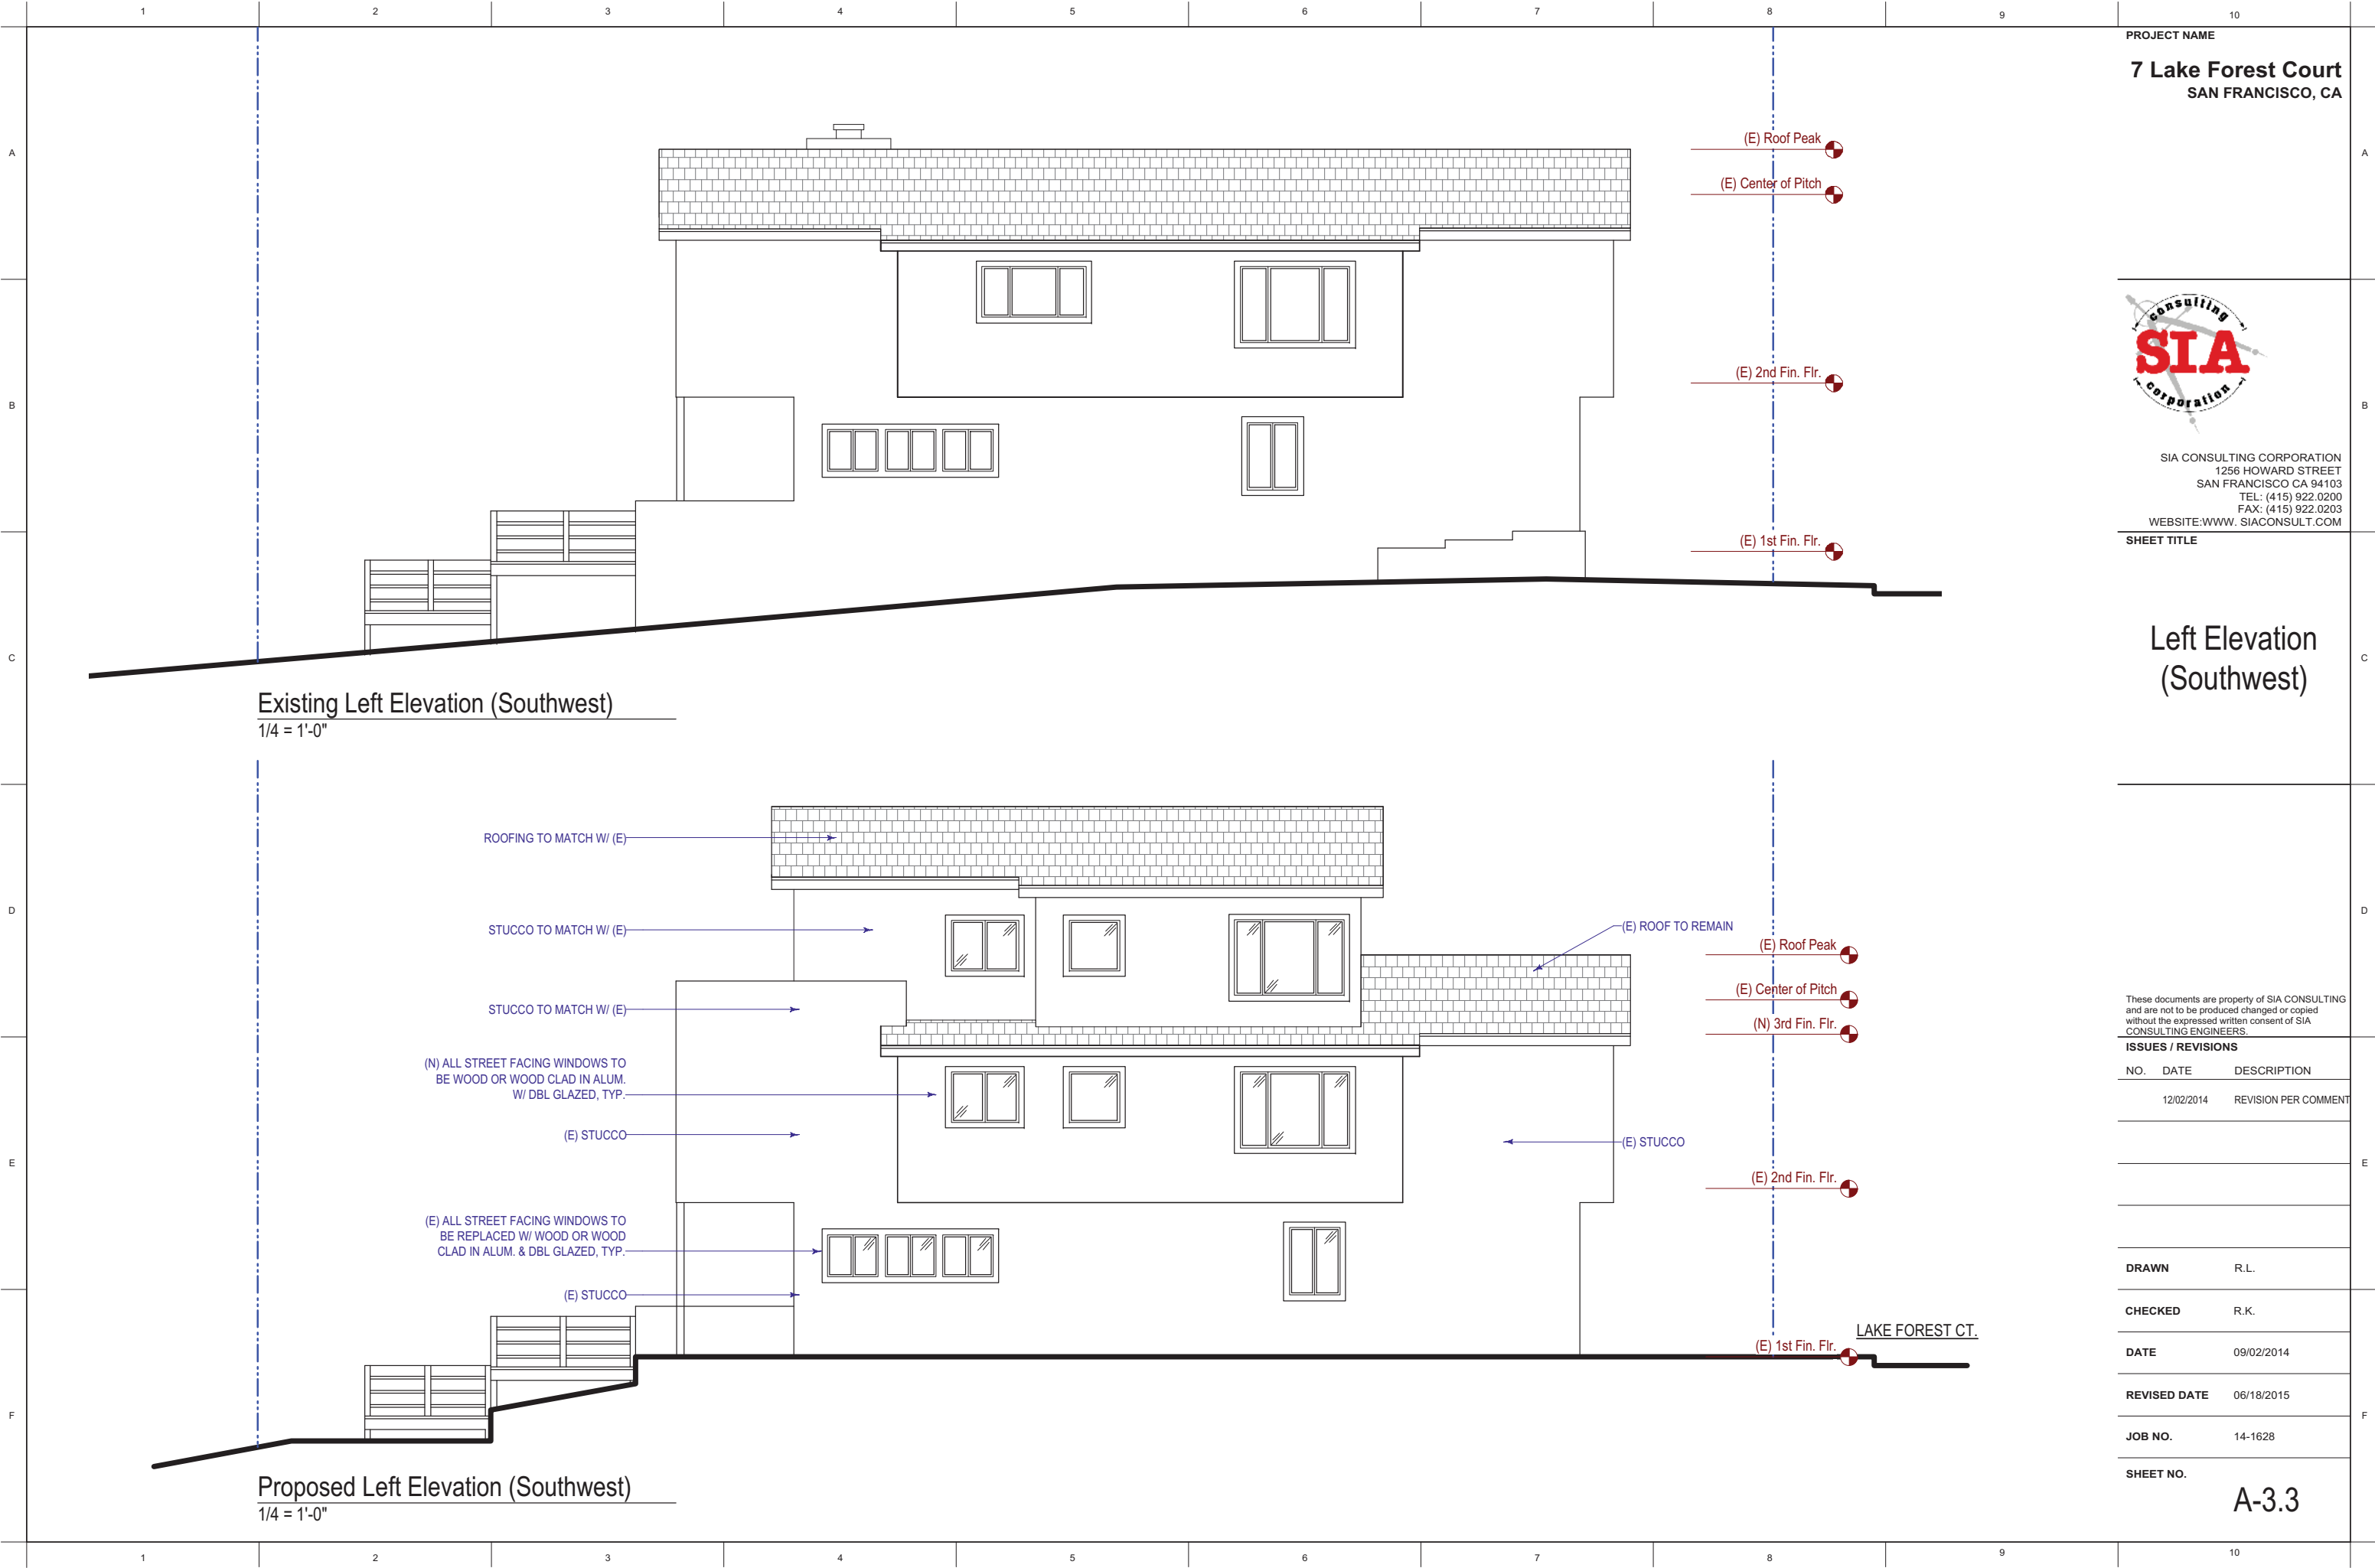 1 2 3 4 5 6 7 8 9 10
A A
B B
C C
D D
E E
F F
(E) Roof Peak
(E) Center of Pitch
(E) 2nd Fin. Flr.
(E) 1st Fin. Flr.
Existing Left Elevation (Southwest)
1/4 = 1'-0"
ROOFING TO MATCH W/ (E)
STUCCO TO MATCH W/ (E)
STUCCO TO MATCH W/ (E)
(N) ALL STREET FACING WINDOWS TO
BE WOOD OR WOOD CLAD IN ALUM.
W/ DBL GLAZED, TYP.
(E) STUCCO
(E) ALL STREET FACING WINDOWS TO
BE REPLACED W/ WOOD OR WOOD
CLAD IN ALUM. & DBL GLAZED, TYP.
(E) STUCCO
(E) ROOF TO REMAIN
(E) STUCCO
(E) Roof Peak
(E) Center of Pitch
(N) 3rd Fin. Flr.
(E) 2nd Fin. Flr.
(E) 1st Fin. Flr.
LAKE FOREST CT.
Proposed Left Elevation (Southwest)
1/4 = 1'-0"
PROJECT NAME
7 Lake Forest Court
SAN FRANCISCO, CA
consulting
SIA
corporation
SIA CONSULTING CORPORATION
1256 HOWARD STREET
SAN FRANCISCO CA 94103
TEL: (415) 922.0200
FAX: (415) 922.0203
WEBSITE:WWW. SIACONSULT.COM
SHEET TITLE
Left Elevation
(Southwest)
These documents are property of SIA CONSULTING
and are not to be produced changed or copied
without the expressed written consent of SIA
CONSULTING ENGINEERS.
ISSUES / REVISIONS
NO. DATE DESCRIPTION
12/02/2014 REVISION PER COMMENT
DRAWN R.L.
CHECKED R.K.
DATE 09/02/2014
REVISED DATE 06/18/2015
JOB NO. 14-1628
SHEET NO.
A-3.3
1 2 3 4 5 6 7 8 9 10